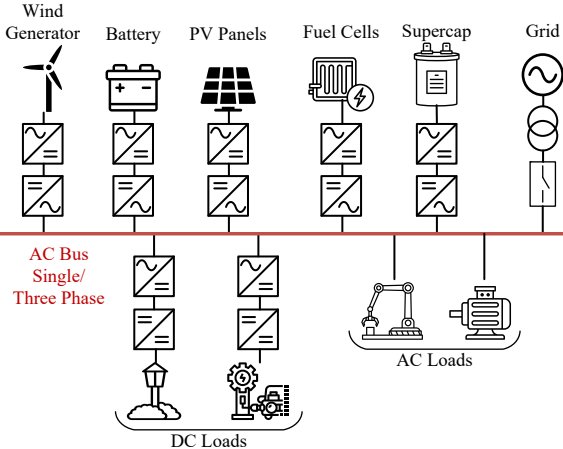 Wind
Generator
Battery
PV Panels
Fuel Cells
Supercap
Grid
AC Bus
Single/
Three Phase
AC Loads
DC Loads